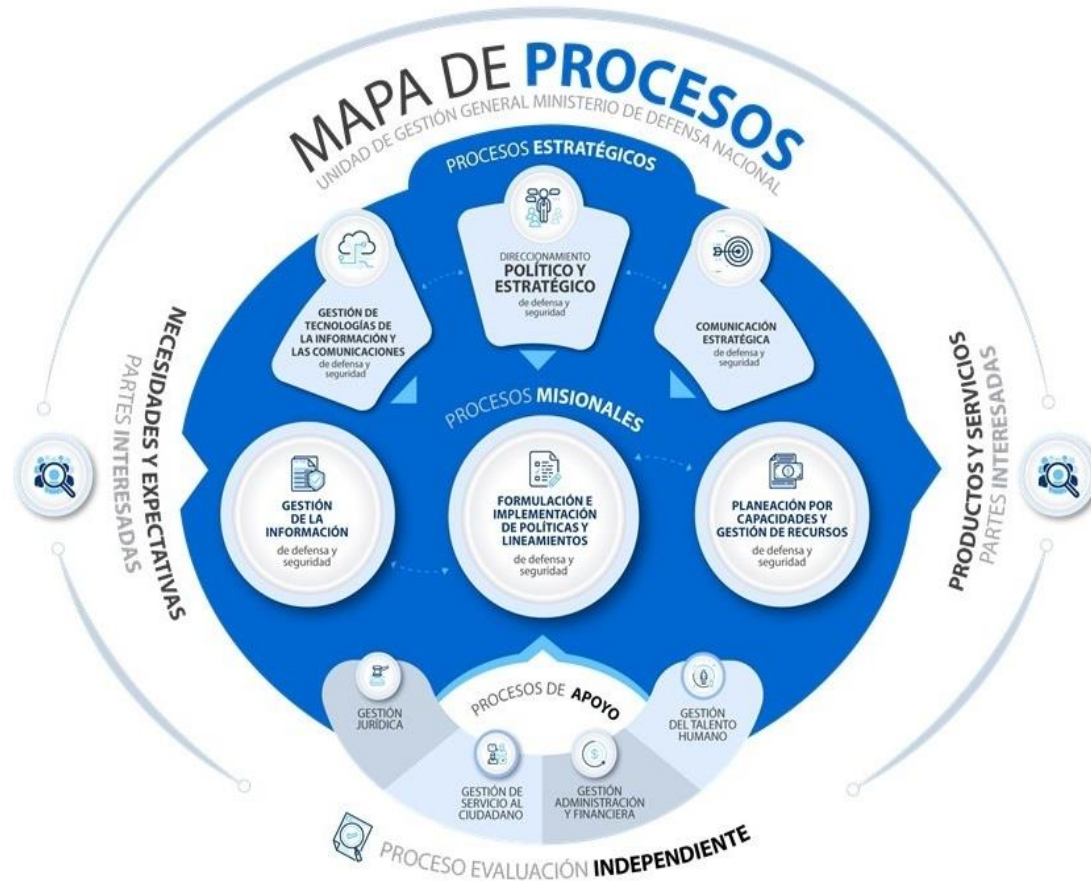 MAPA DE PROCESOS
UNIDAD DE GESTIÓN GENERAL MINISTERIO DE DEFENSA NACIONAL
PROCESOS ESTRATÉGICOS
GESTIÓN DE
TECNOLOGÍAS DE
LA INFORMACIÓN Y
LAS COMUNICACIONES
de defensa y
seguridad
DIRECCIONAMIENTO
POLÍTICO Y
ESTRATÉGICO
de defensa y
seguridad
COMUNICACIÓN
ESTRATÉGICA
de defensa y
seguridad
NECESIDADES Y EXPECTATIVAS
PARTES INTERESADAS
PROCESOS MISIONALES
GESTIÓN
DE LA
INFORMACIÓN
de defensa y
seguridad
FORMULACIÓN E
IMPLEMENTACIÓN
DE POLÍTICAS Y
LINEAMIENTOS
de defensa y
seguridad
PLANEACIÓN POR
CAPACIDADES Y
GESTIÓN DE RECURSOS
de defensa y
seguridad
PRODUCTOS Y SERVICIOS
PARTES INTERESADAS
PROCESOS DE APOYO
GESTIÓN
JURÍDICA
GESTIÓN DE
SERVICIO AL
CIUDADANO
GESTIÓN
ADMINISTRACIÓN
Y FINANCIERA
GESTIÓN
DEL TALENTO
HUMANO
PROCESO EVALUACIÓN INDEPENDIENTE